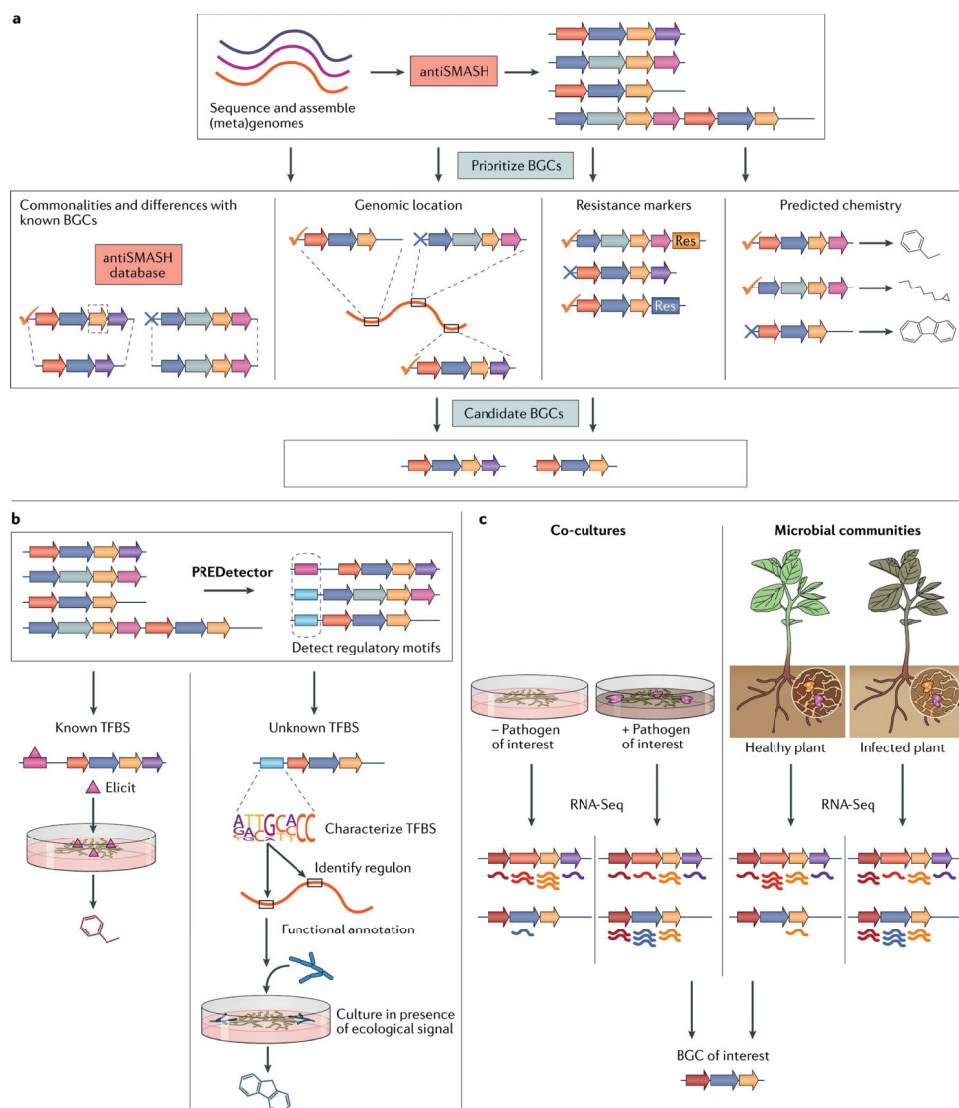 a
Sequence and assemble
(meta)genomes
antiSMASH
Prioritize BGCs
Commonalities and differences with
known BGCs
antiSMASH
database
Genomic location
Resistance markers
Res
Res
Predicted chemistry
Candidate BGCs
b
PREDetector
Detect regulatory motifs
Known TFBS
Elicit
Unknown TFBS
Characterize TFBS
Identify regulon
Functional annotation
Culture in presence
of ecological signal
c
Co-cultures
– Pathogen
of interest
+ Pathogen
of interest
RNA-Seq
Microbial communities
Healthy plant
Infected plant
RNA-Seq
BGC of interest